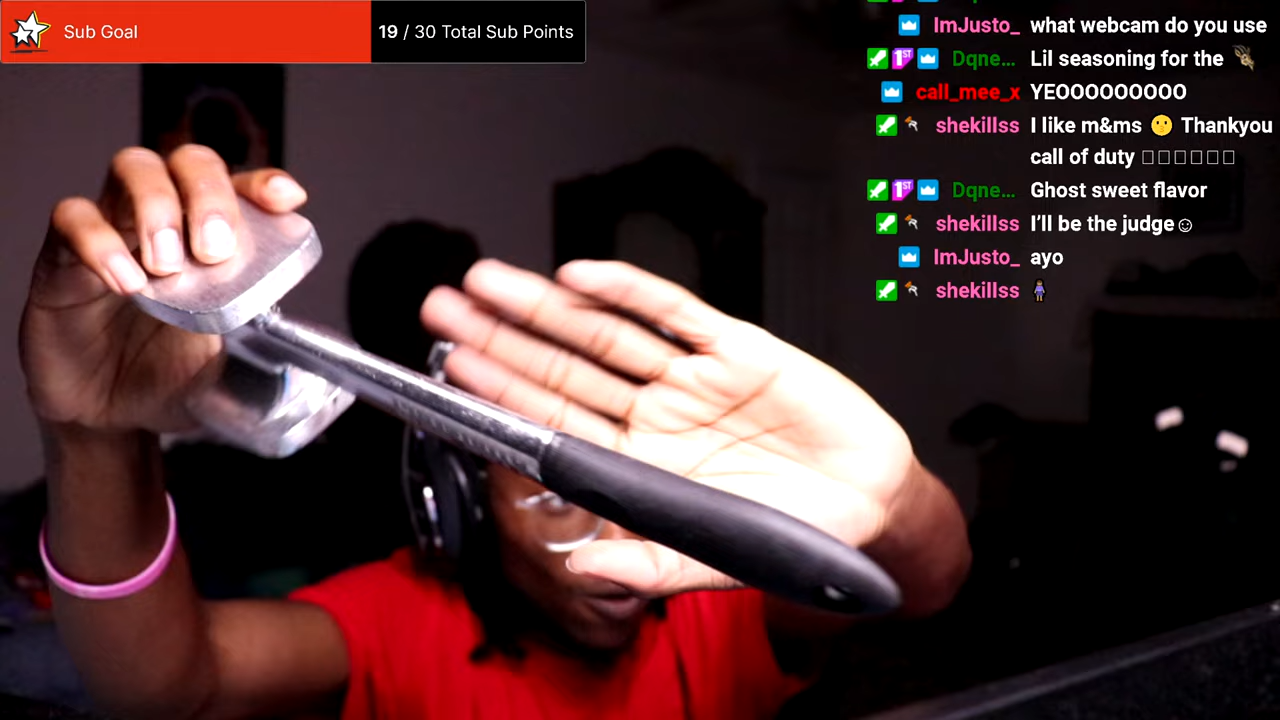 Sub Goal
19 / 30 Total Sub Points
ImJusto_ what webcam do you use
1ST Dqne... Lil seasoning for the
call_mee_x YEOOOOOOOOO
shekillss I like m&ms 😗 Thankyou
call of duty □□□□□□
1ST Dqne... Ghost sweet flavor
shekillss I'll be the judge☺
ImJusto_ ayo
shekillss 🧍🏾‍♀️